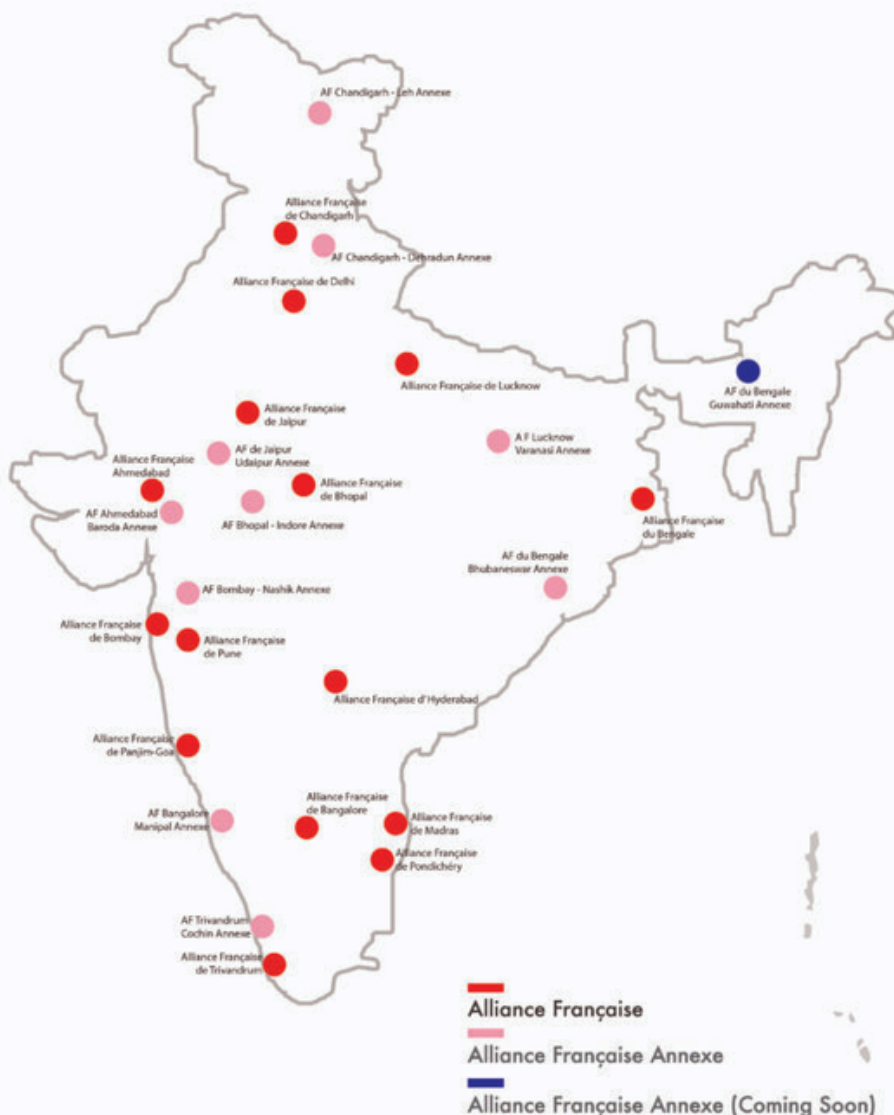 AF Chandigarh - Leh Annexe
Alliance Française
de Chandigarh
AF Chandigarh - Dehradun Annexe
Alliance Française de Delhi
Alliance Française de Lucknow
AF du Bengale
Guwahati Annexe
Alliance Française
de Jaipur
A F Lucknow
Varanasi Annexe
AF de Jaipur
Udaipur Annexe
Alliance Française
Ahmedabad
Alliance Française
de Bhopal
AF Ahmedabad
Baroda Annexe
AF Bhopal - Indore Annexe
Alliance Française
du Bengale
AF du Bengale
Bhubaneswar Annexe
AF Bombay - Nashik Annexe
Alliance Française
de Bombay
Alliance Française
de Pune
Alliance Française d'Hyderabad
Alliance Française
de Panjim-Goa
Alliance Française
de Bangalore
AF Bangalore
Manipal Annexe
Alliance Française
de Madras
Alliance Française
de Pondichéry
AF Trivandrum
Cochin Annexe
Alliance Française
de Trivandrum
Alliance Française
Alliance Française Annexe
Alliance Française Annexe (Coming Soon)